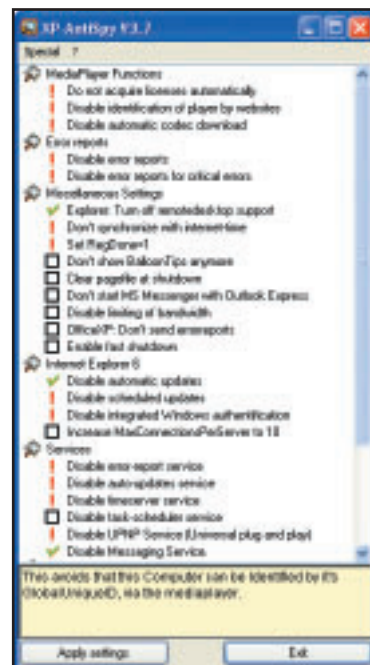 XP-AntiSpy V3.7
Special ?
MediaPlayer Functions
Do not acquire licenses automatically
Disable identification of player by websites
Disable automatic codec download
Error reports
Disable error reports
Disable error reports for critical errors
Miscellaneous Settings
Explorer: Turn off remotedesktop support
Don't synchronize with internet-time
Set RegDone=1
Don't show BalloonTips anymore
Clear pagefile at shutdown
Don't start MS Messenger with Outlook Express
Disable limiting of bandwidth
OfficeXP: Don't send errorreports
Enable fast shutdown
Internet Explorer 6
Disable automatic updates
Disable scheduled updates
Disable integrated Windows authentification
Increase MaxConnectionsPerServer to 10
Services
Disable error-report service
Disable auto-updates service
Disable timeserver service
Disable task-scheduler service
Disable UPNP Service (Universal plug and play)
Disable Messaging Service
This avoids that this Computer can be Identified by it's
GlobalUniqueID, via the mediaplayer.
Apply settings
Exit